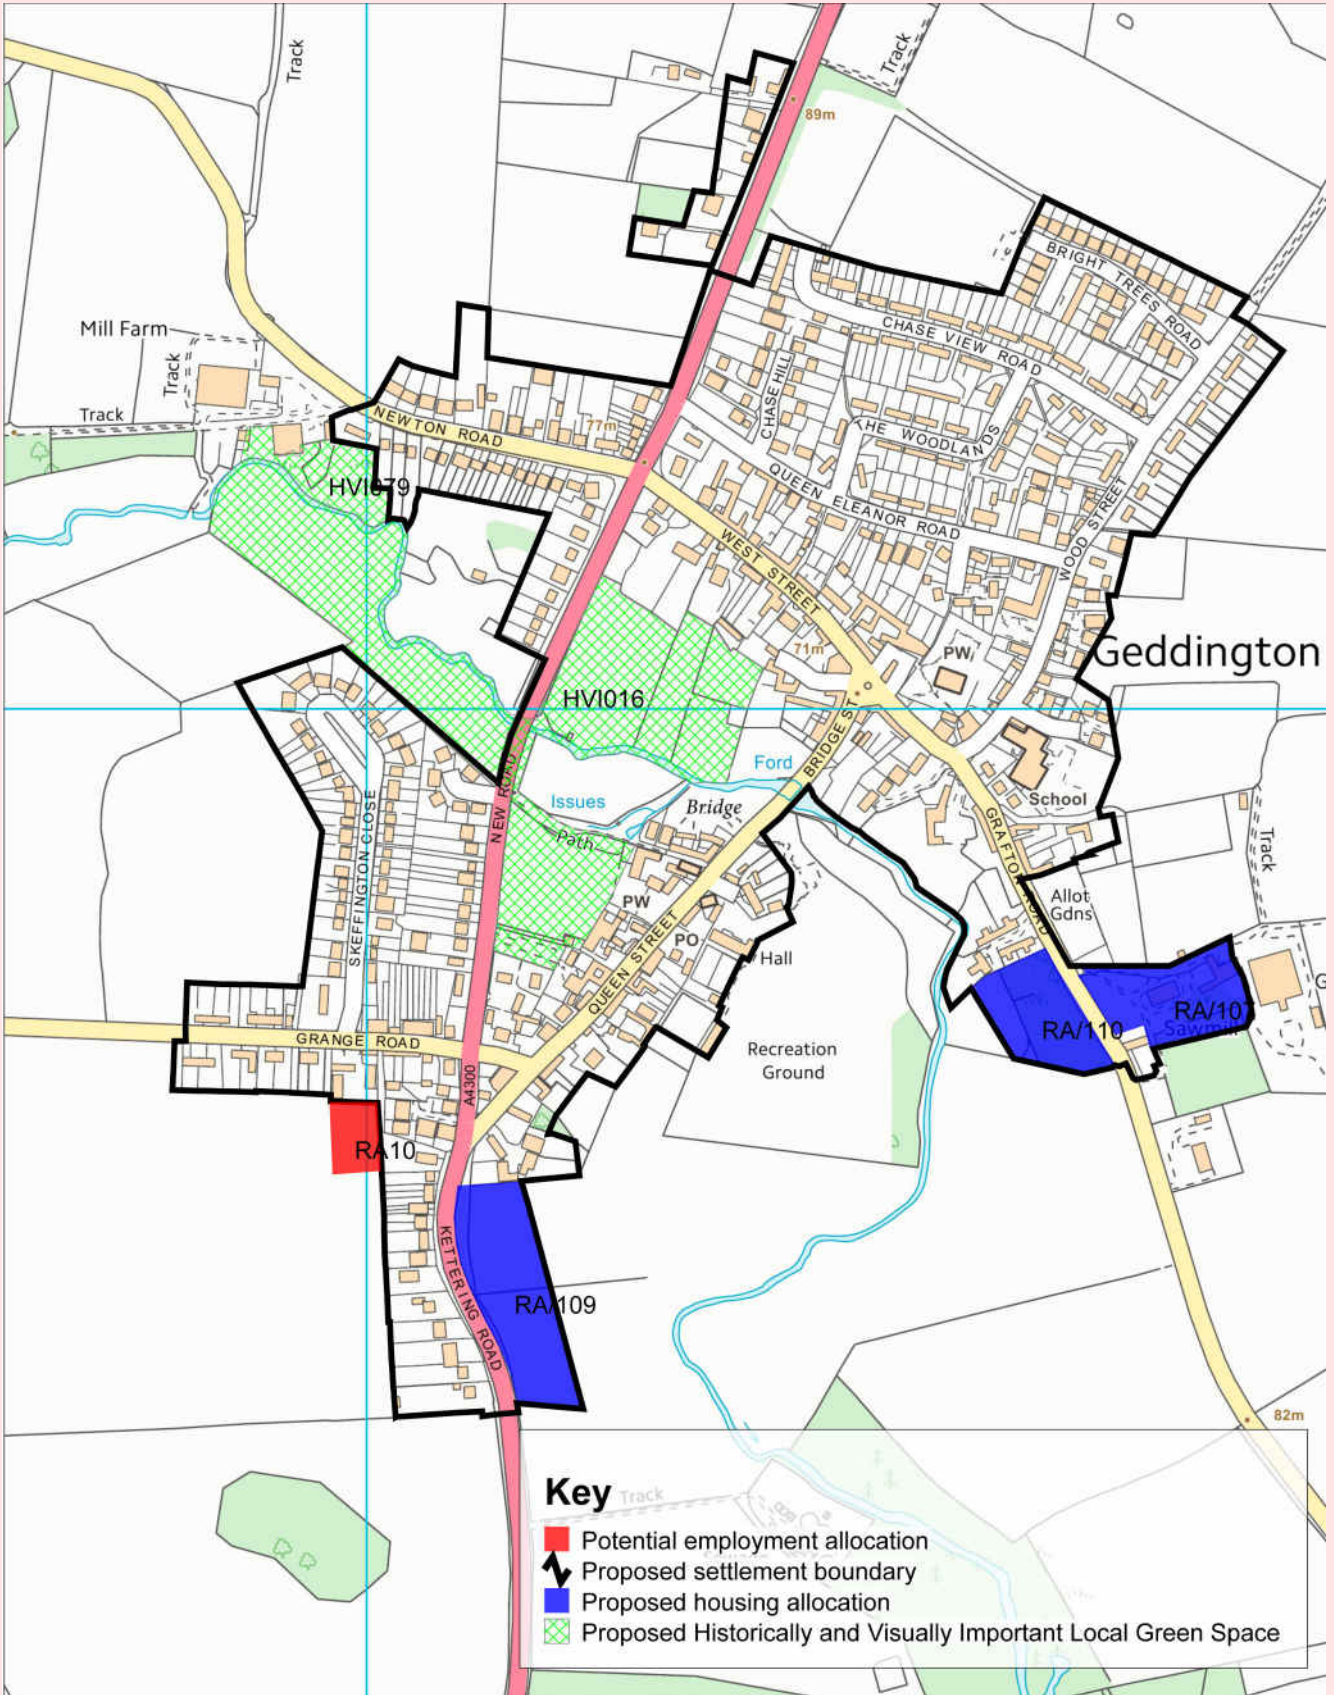 Track
Track
89m
BRIGHT TREES ROAD
Mill Farm
CHASE VIEW ROAD
Track
CHASE HILL
Track
NEWTON ROAD
77m
THE WOODLANDS
HVI079
QUEEN ELEANOR ROAD
WOOD STREET
WEST STREET
71m
PW
Geddington
HVI016
BRIDGE ST
Ford
NEW ROAD
Issues
Bridge
School
SKEFFINGTON CLOSE
Path
GRAFTON ROAD
Track
PW
Allot
Gdns
PO
QUEEN STREET
Hall
G
RA/107
Sawmill
RA/110
GRANGE ROAD
Recreation
Ground
A4300
RA10
KETTERING ROAD
RA/109
82m
Key
Track
Potential employment allocation
Proposed settlement boundary
Proposed housing allocation
Proposed Historically and Visually Important Local Green Space